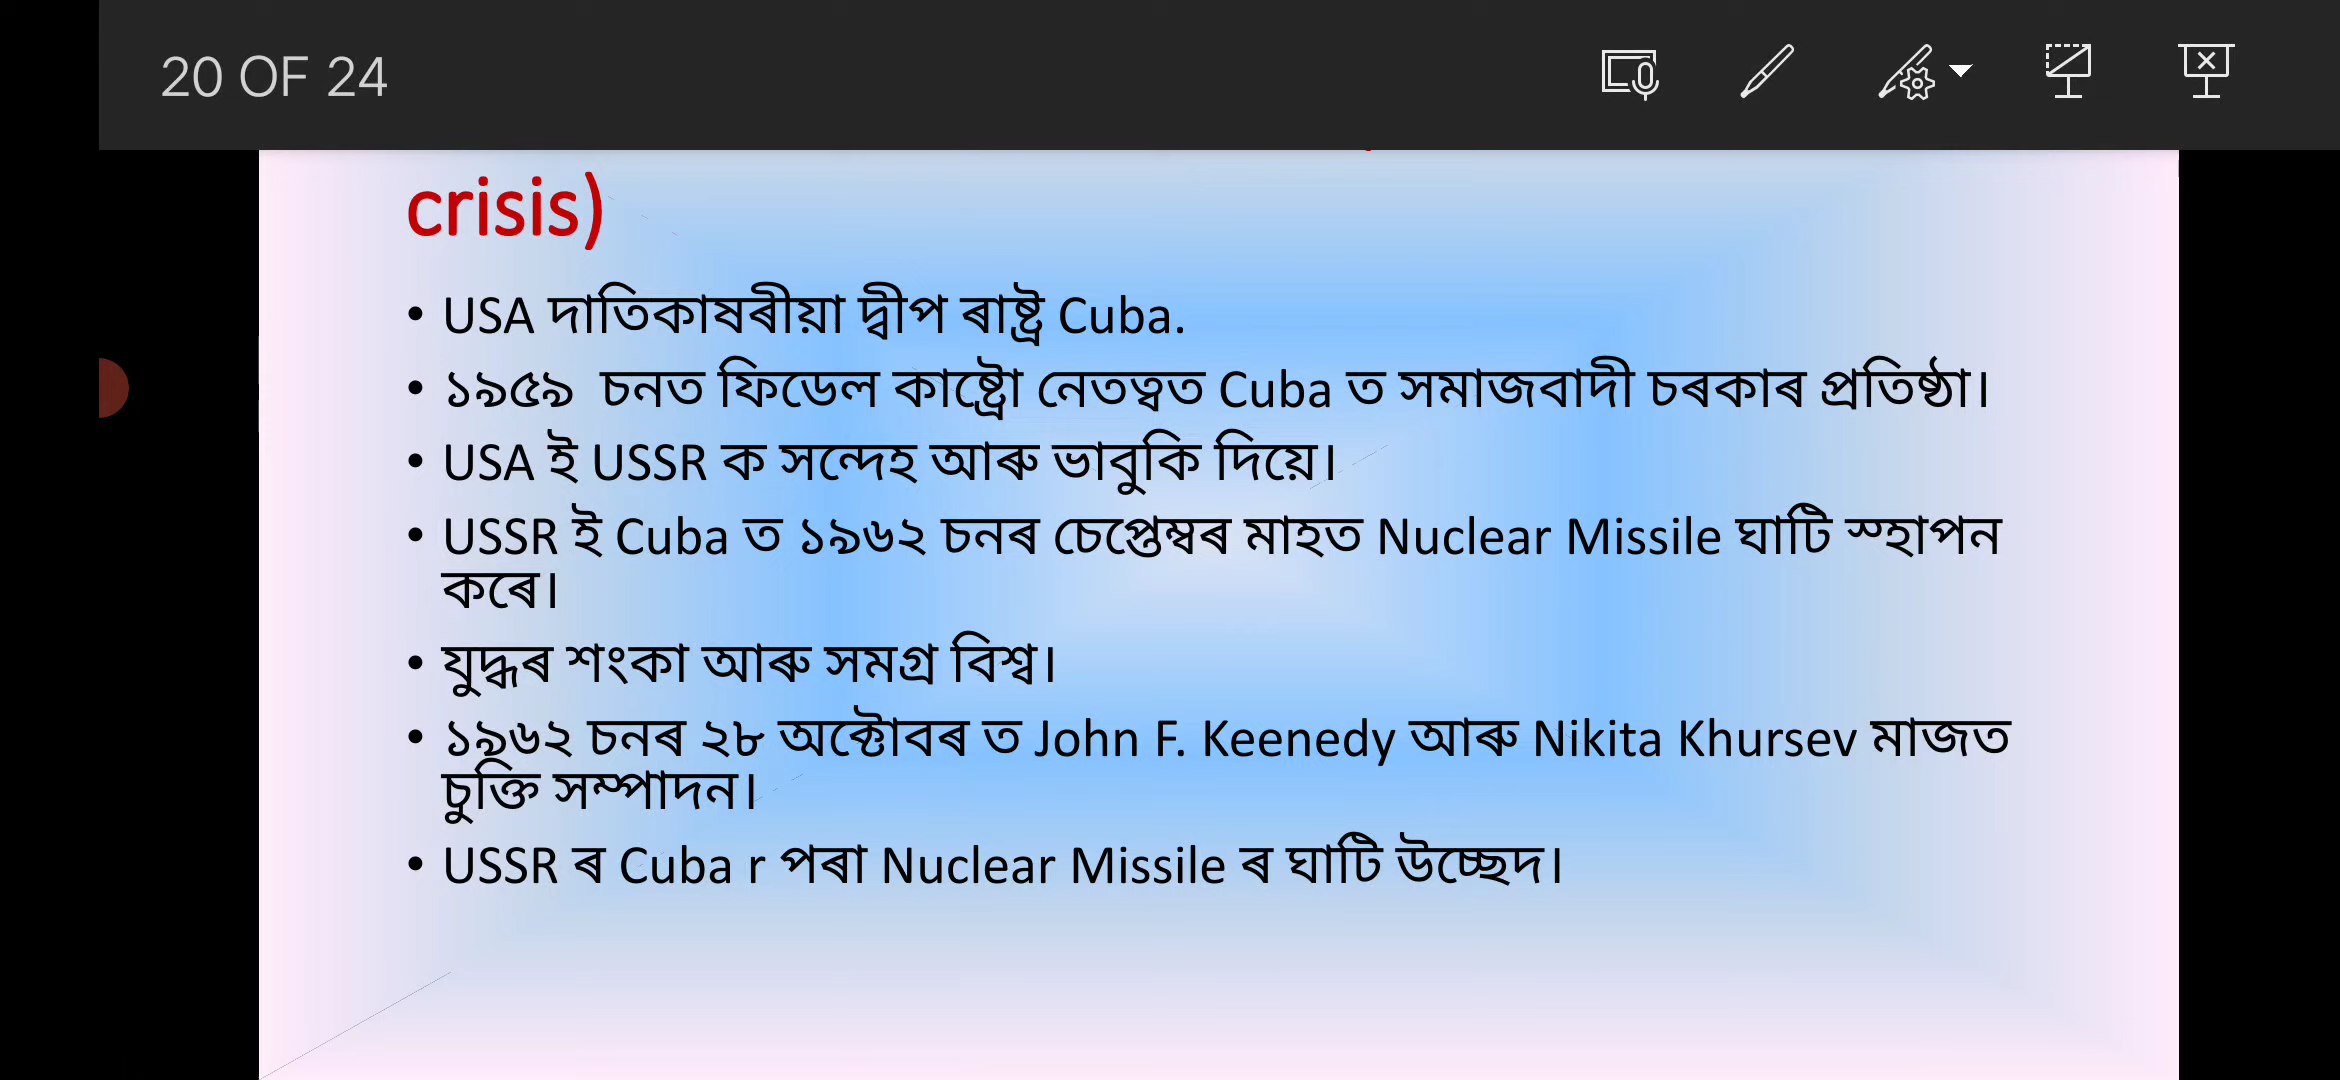 20 OF 24
crisis)
• USA দাতিকাষৰীয়া দ্বীপ ৰাষ্ট্ৰ Cuba.
• ১৯৫৯ চনত ফিডেল কাষ্ট্ৰো নেতত্বত Cuba ত সমাজবাদী চৰকাৰ প্ৰতিষ্ঠা।
• USA ই USSR ক সন্দেহ আৰু ভাবুকি দিয়ে।
• USSR ই Cuba ত ১৯৬২ চনৰ চেপ্তেম্বৰ মাহত Nuclear Missile ঘাটি স্হাপন
কৰে।
• যুদ্ধৰ শংকা আৰু সমগ্ৰ বিশ্ব।
• ১৯৬২ চনৰ ২৮ অক্টোবৰ ত John F. Keenedy আৰু Nikita Khursev মাজত
চুক্তি সম্পাদন।
• USSR ৰ Cuba r পৰা Nuclear Missile ৰ ঘাটি উচ্ছেদ।